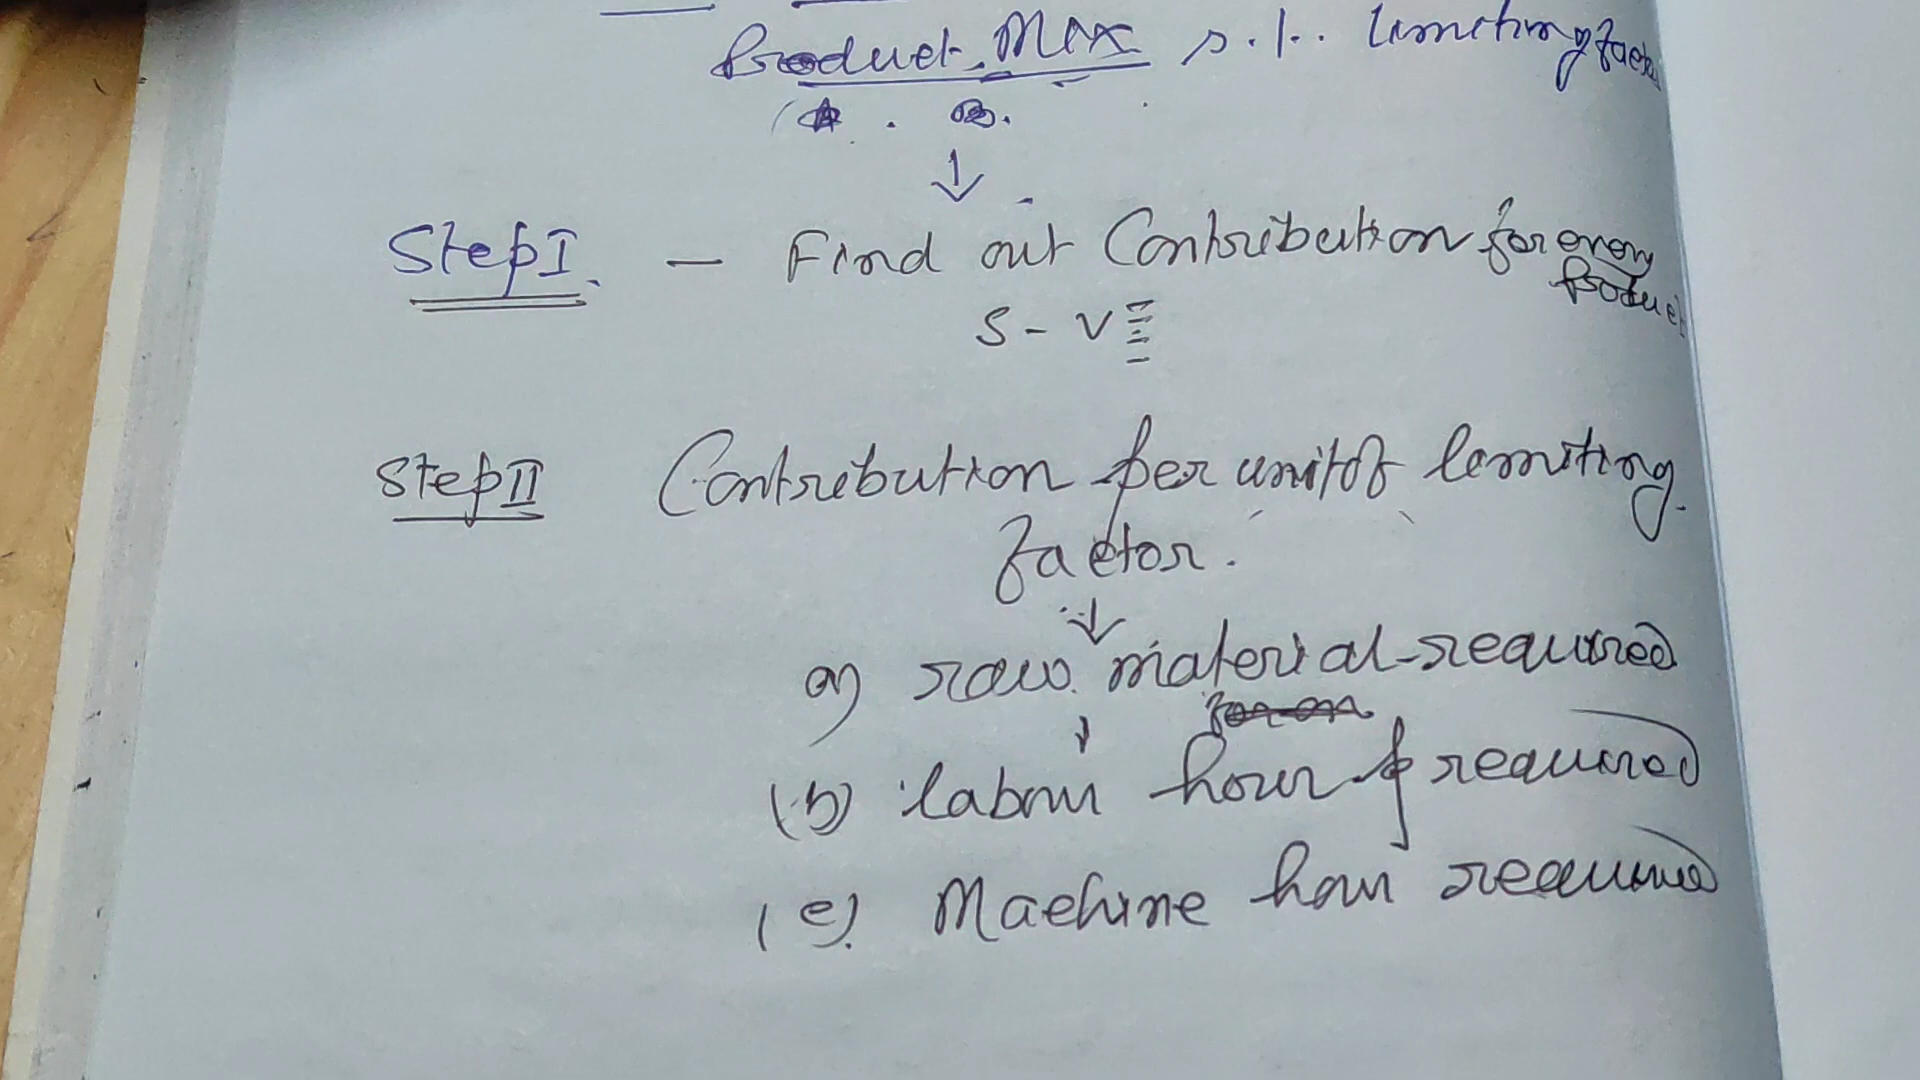 Product Mix s.t. limiting factor
(A . B.
Step I. - Find out Contribution for every Product
S - V
Step II Contribution per unit of limiting
factor.
a) raw material required
(b) labour hour required
(c). Machine hour required